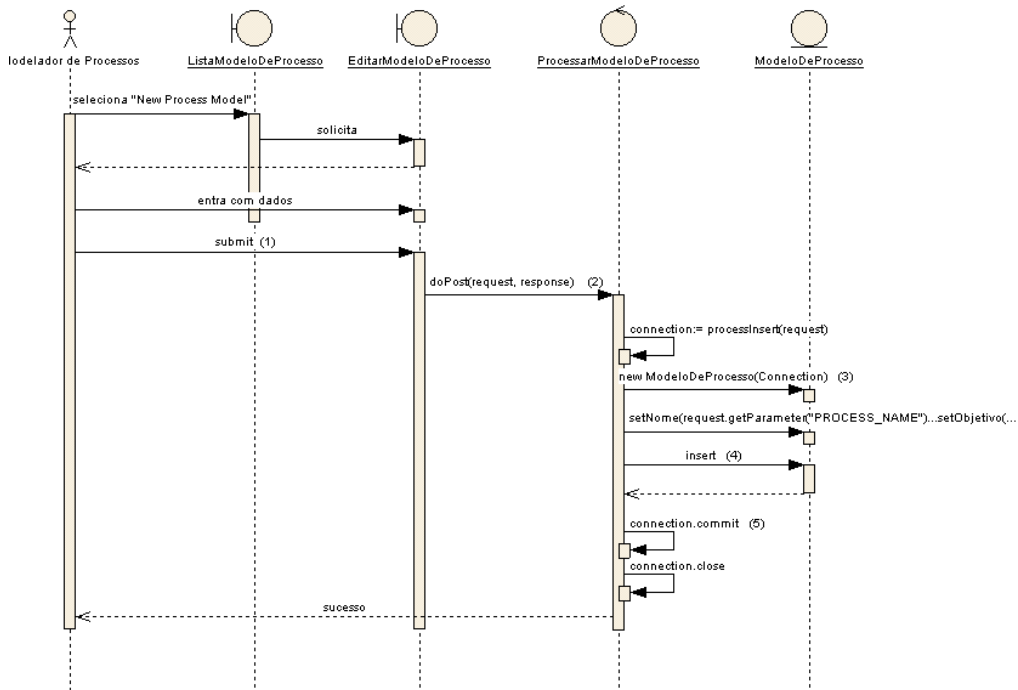 lodelador de Processos
ListaModeloDeProcesso
EditarModeloDeProcesso
ProcessarModeloDeProcesso
ModeloDeProcesso
seleciona "New Process Model"
solicita
entra com dados
submit (1)
doPost(request, response) (2)
connection:= processInsert(request)
new ModeloDeProcesso(Connection) (3)
setNome(request.getParameter("PROCESS_NAME")...setObjetivo(...
insert (4)
connection.commit (5)
connection.close
sucesso